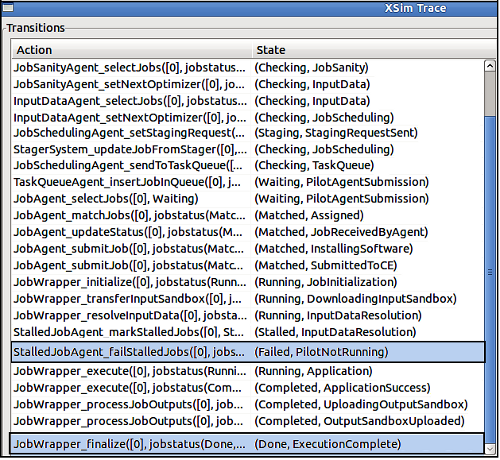 XSim Trace
Transitions
Action State
JobSanityAgent_selectJobs([0], jobstatus... (Checking, JobSanity)
JobSanityAgent_setNextOptimizer([0], jo... (Checking, InputData)
InputDataAgent_selectJobs([0], jobstatus... (Checking, InputData)
InputDataAgent_setNextOptimizer([0], jo... (Checking, JobScheduling)
JobSchedulingAgent_setStagingRequest(... (Staging, StagingRequestSent)
StagerSystem_updateJobFromStager([0], ... (Checking, JobScheduling)
JobSchedulingAgent_sendToTaskQueue([... (Checking, TaskQueue)
TaskQueueAgent_insertJobInQueue([0], j... (Waiting, PilotAgentSubmission)
JobAgent_selectJobs([0], Waiting) (Waiting, PilotAgentSubmission)
JobAgent_matchJobs([0], jobstatus(Matc... (Matched, Assigned)
JobAgent_updateStatus([0], jobstatus(M... (Matched, JobReceivedByAgent)
JobAgent_submitJob([0], jobstatus(Matc... (Matched, InstallingSoftware)
JobAgent_submitJob([0], jobstatus(Matc... (Matched, SubmittedToCE)
JobWrapper_initialize([0], jobstatus(Runn... (Running, JobInitialization)
JobWrapper_transferInputSandbox([0], jo... (Running, DownloadingInputSandbox)
JobWrapper_resolveInputData([0], jobsta... (Running, InputDataResolution)
StalledJobAgent_markStalledJobs([0], St... (Stalled, InputDataResolution)
StalledJobAgent_failStalledJobs([0], jobs... (Failed, PilotNotRunning)
JobWrapper_execute([0], jobstatus(Runni... (Running, Application)
JobWrapper_execute([0], jobstatus(Com... (Completed, ApplicationSuccess)
JobWrapper_processJobOutputs([0], jobst... (Completed, UploadingOutputSandbox)
JobWrapper_processJobOutputs([0], jobst... (Completed, OutputSandboxUploaded)
JobWrapper_finalize([0], jobstatus(Done,... (Done, ExecutionComplete)